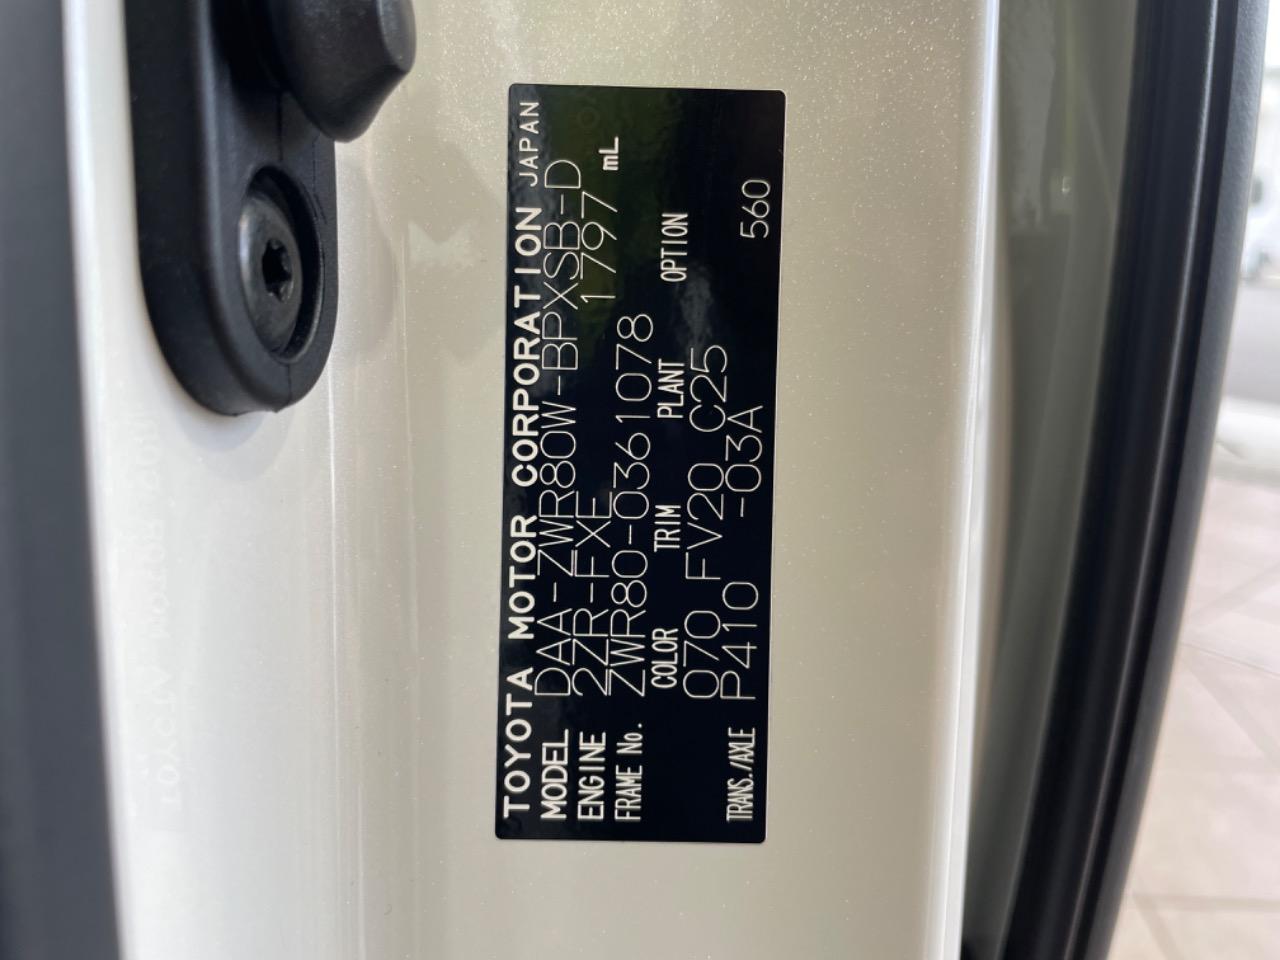 TOYOTA MOTOR CORPORATION JAPAN
MODEL DAA-ZWR80W-BPXSB-D
ENGINE 2ZR-FXE 1797 mL
FRAME No. ZWR80-0361078
COLOR TRIM PLANT OPTION
070 FV20 C25
TRANS./AXLE P410 -03A 560